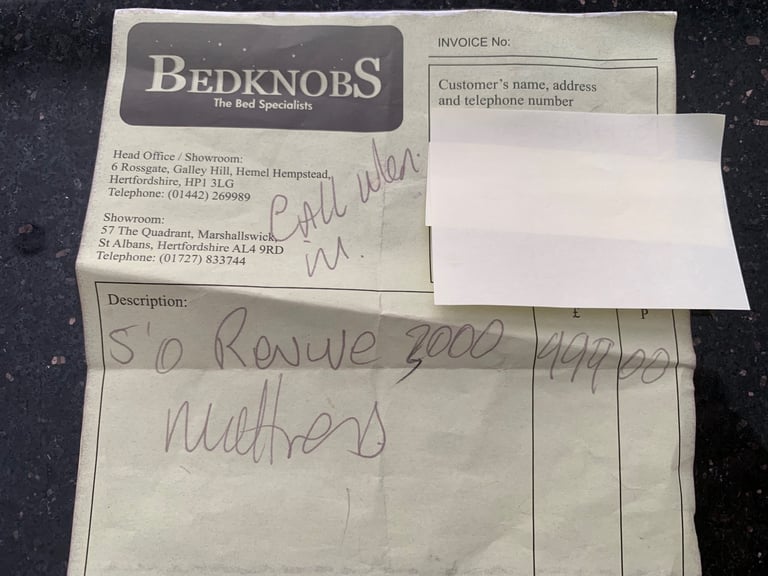 BEDKNOBS
The Bed Specialists
INVOICE No:
Customer's name, address
and telephone number
Head Office / Showroom:
6 Rossgate, Galley Hill, Hemel Hempstead,
Hertfordshire, HP1 3LG
Telephone: (01442) 269989
Call when
in.
Showroom:
57 The Quadrant, Marshallswick,
St Albans, Hertfordshire AL4 9RD
Telephone: (01727) 833744
Description:
£ P
5'0 Revive 3000 999 00
Mattress